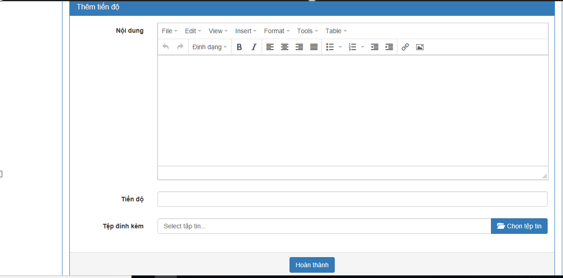 Thêm tiến độ
Nội dung
File Edit View Insert Format Tools Table
Định dạng B I
Tiến độ
Tệp đính kèm Select tập tin... Chọn tệp tin
Hoàn thành